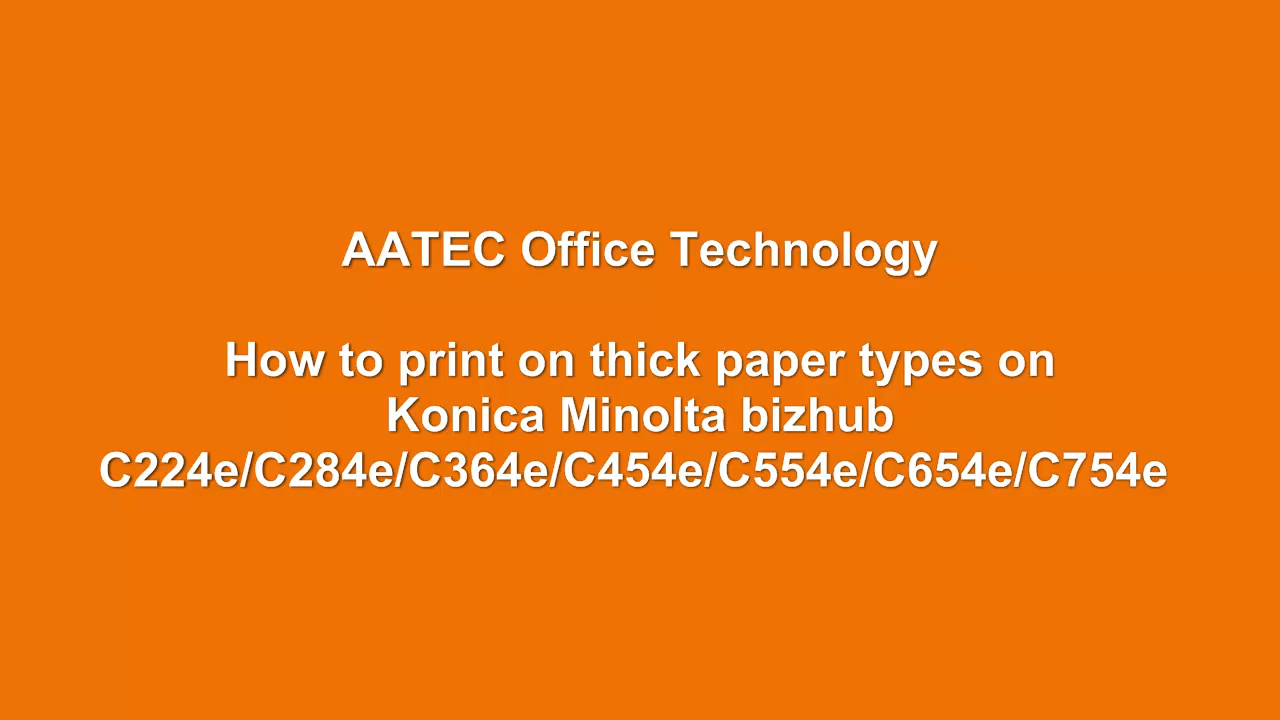 AATEC Office Technology
How to print on thick paper types on
Konica Minolta bizhub
C224e/C284e/C364e/C454e/C554e/C654e/C754e